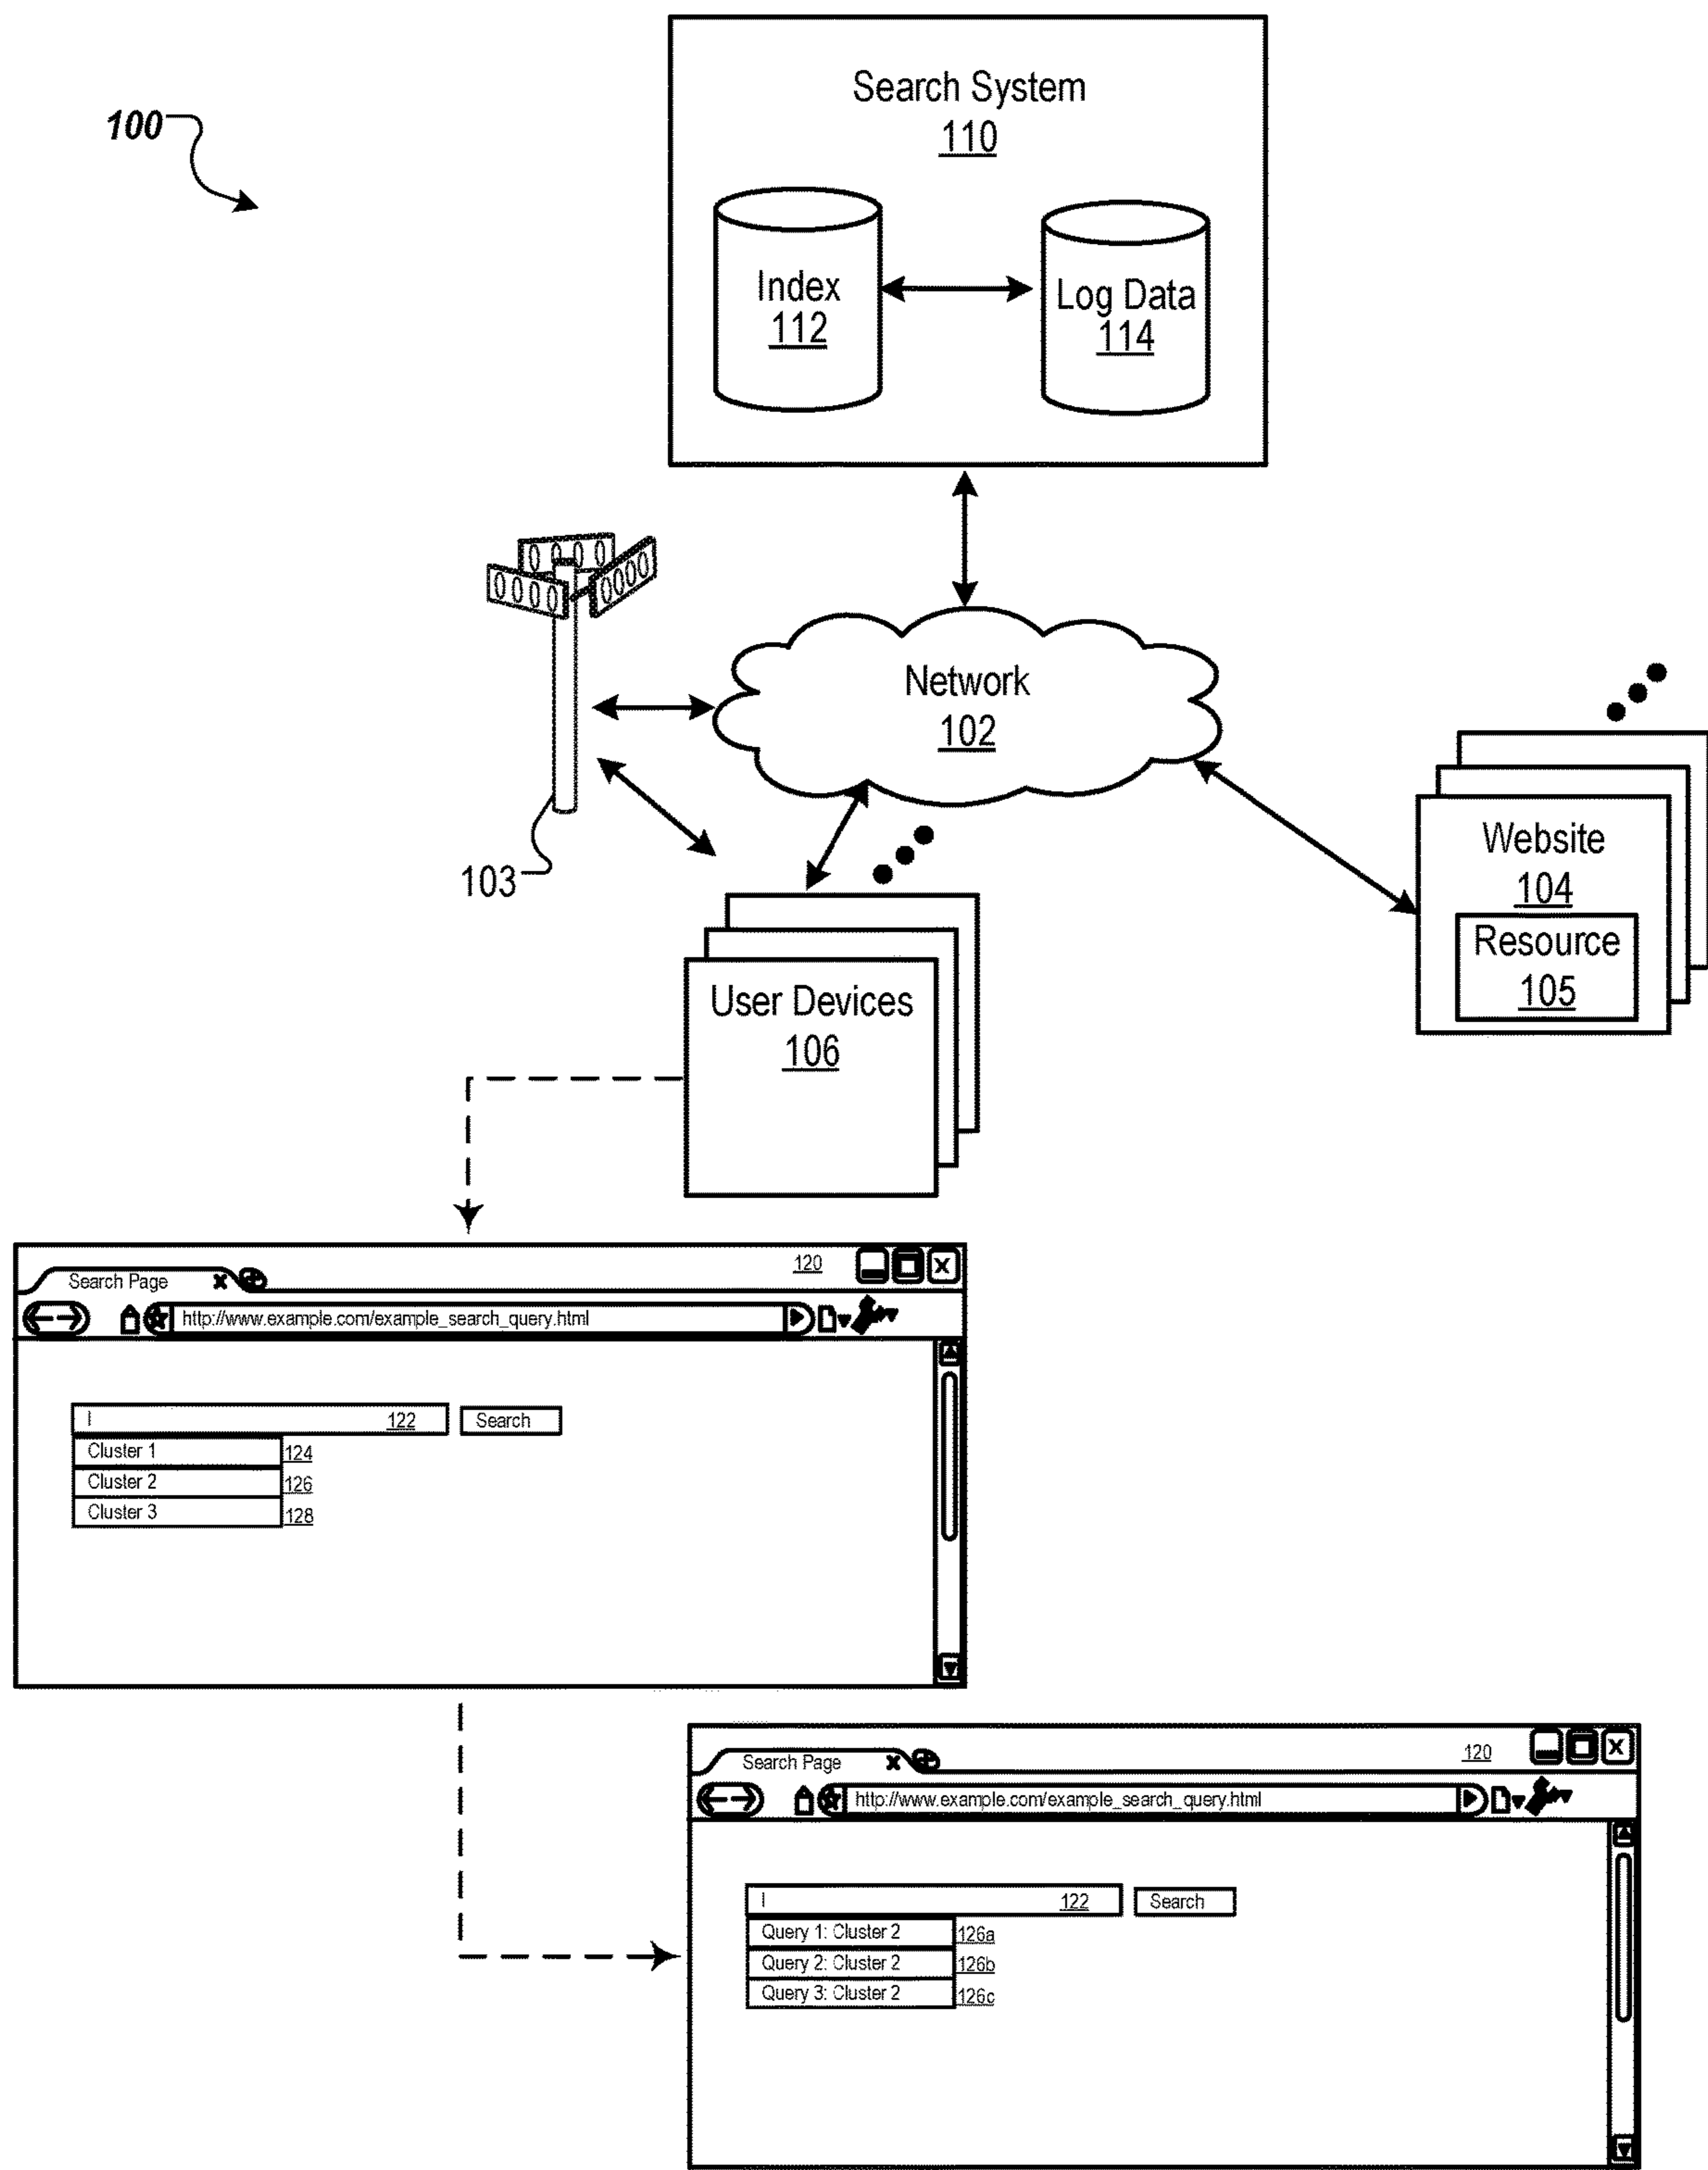 100
Search System
110
Index
112
Log Data
114
Network
102
103
Website
104
Resource
105
User Devices
106
Search Page
120
http://www.example.com/example_search_query.html
122
Search
Cluster 1
124
Cluster 2
126
Cluster 3
128
Search Page
120
http://www.example.com/example_search_query.html
122
Search
Query 1: Cluster 2
126a
Query 2: Cluster 2
126b
Query 3: Cluster 2
126c